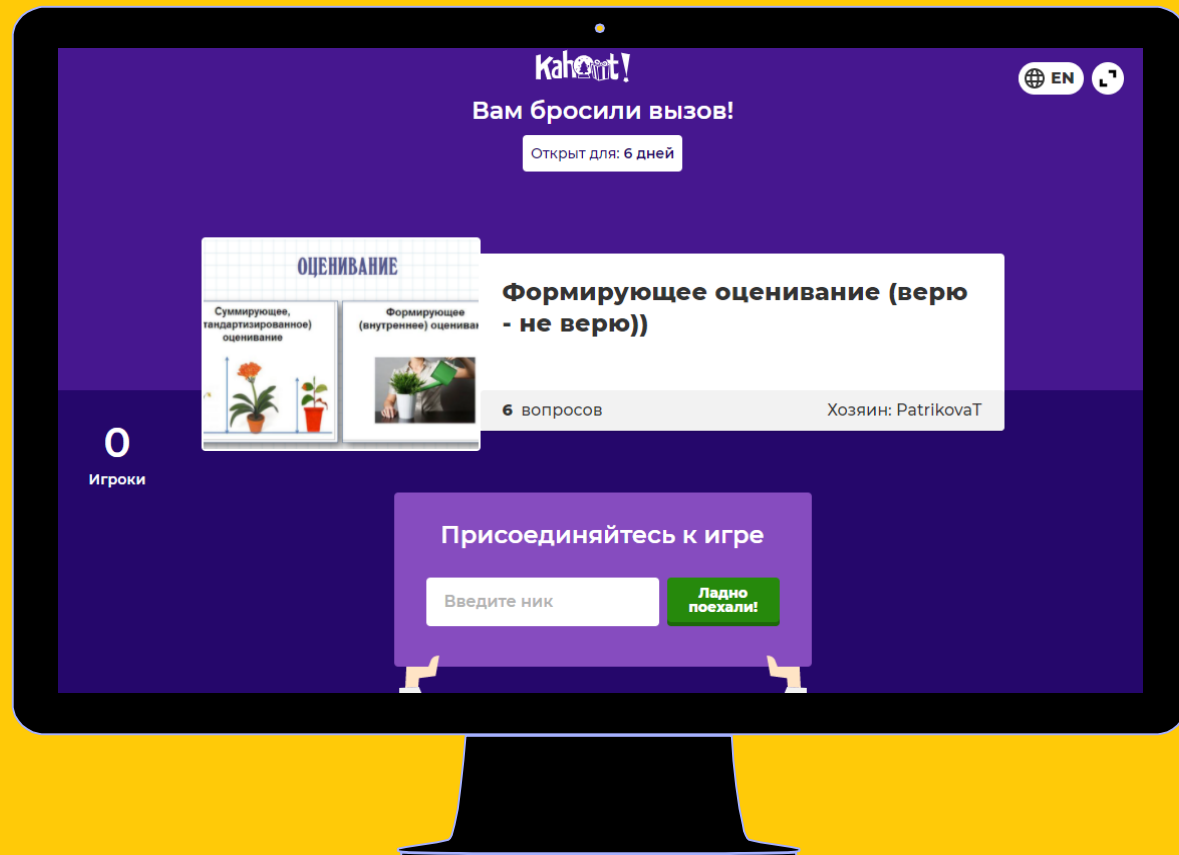 Kahoot!
EN
Вам бросили вызов!
Открыт для: 6 дней
ОЦЕНИВАНИЕ
Суммирующее,
тандартизированное)
оценивание
Формирующее
(внутреннее) оценива
Формирующее оценивание (верю
- не верю))
6 вопросов
Хозяин: PatrikovaT
0
Игроки
Присоединяйтесь к игре
Введите ник
Ладно
поехали!